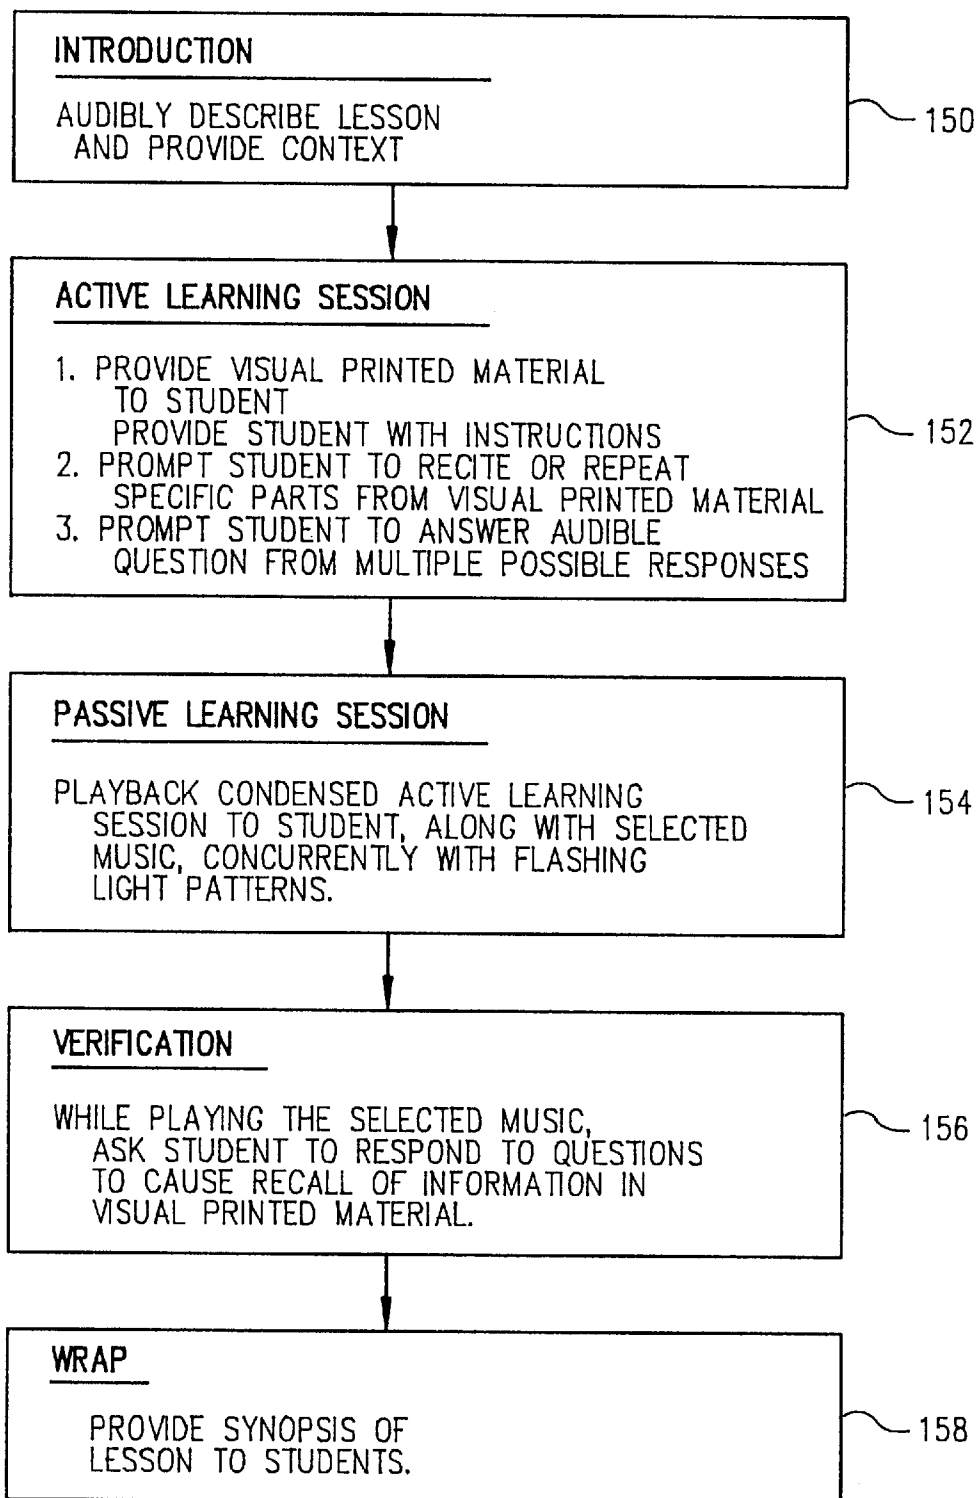 INTRODUCTION
AUDIBLY DESCRIBE LESSON
AND PROVIDE CONTEXT
150
ACTIVE LEARNING SESSION
1. PROVIDE VISUAL PRINTED MATERIAL
TO STUDENT
PROVIDE STUDENT WITH INSTRUCTIONS
2. PROMPT STUDENT TO RECITE OR REPEAT
SPECIFIC PARTS FROM VISUAL PRINTED MATERIAL
3. PROMPT STUDENT TO ANSWER AUDIBLE
QUESTION FROM MULTIPLE POSSIBLE RESPONSES
152
PASSIVE LEARNING SESSION
PLAYBACK CONDENSED ACTIVE LEARNING
SESSION TO STUDENT, ALONG WITH SELECTED
MUSIC, CONCURRENTLY WITH FLASHING
LIGHT PATTERNS.
154
VERIFICATION
WHILE PLAYING THE SELECTED MUSIC,
ASK STUDENT TO RESPOND TO QUESTIONS
TO CAUSE RECALL OF INFORMATION IN
VISUAL PRINTED MATERIAL.
156
WRAP
PROVIDE SYNOPSIS OF
LESSON TO STUDENTS.
158